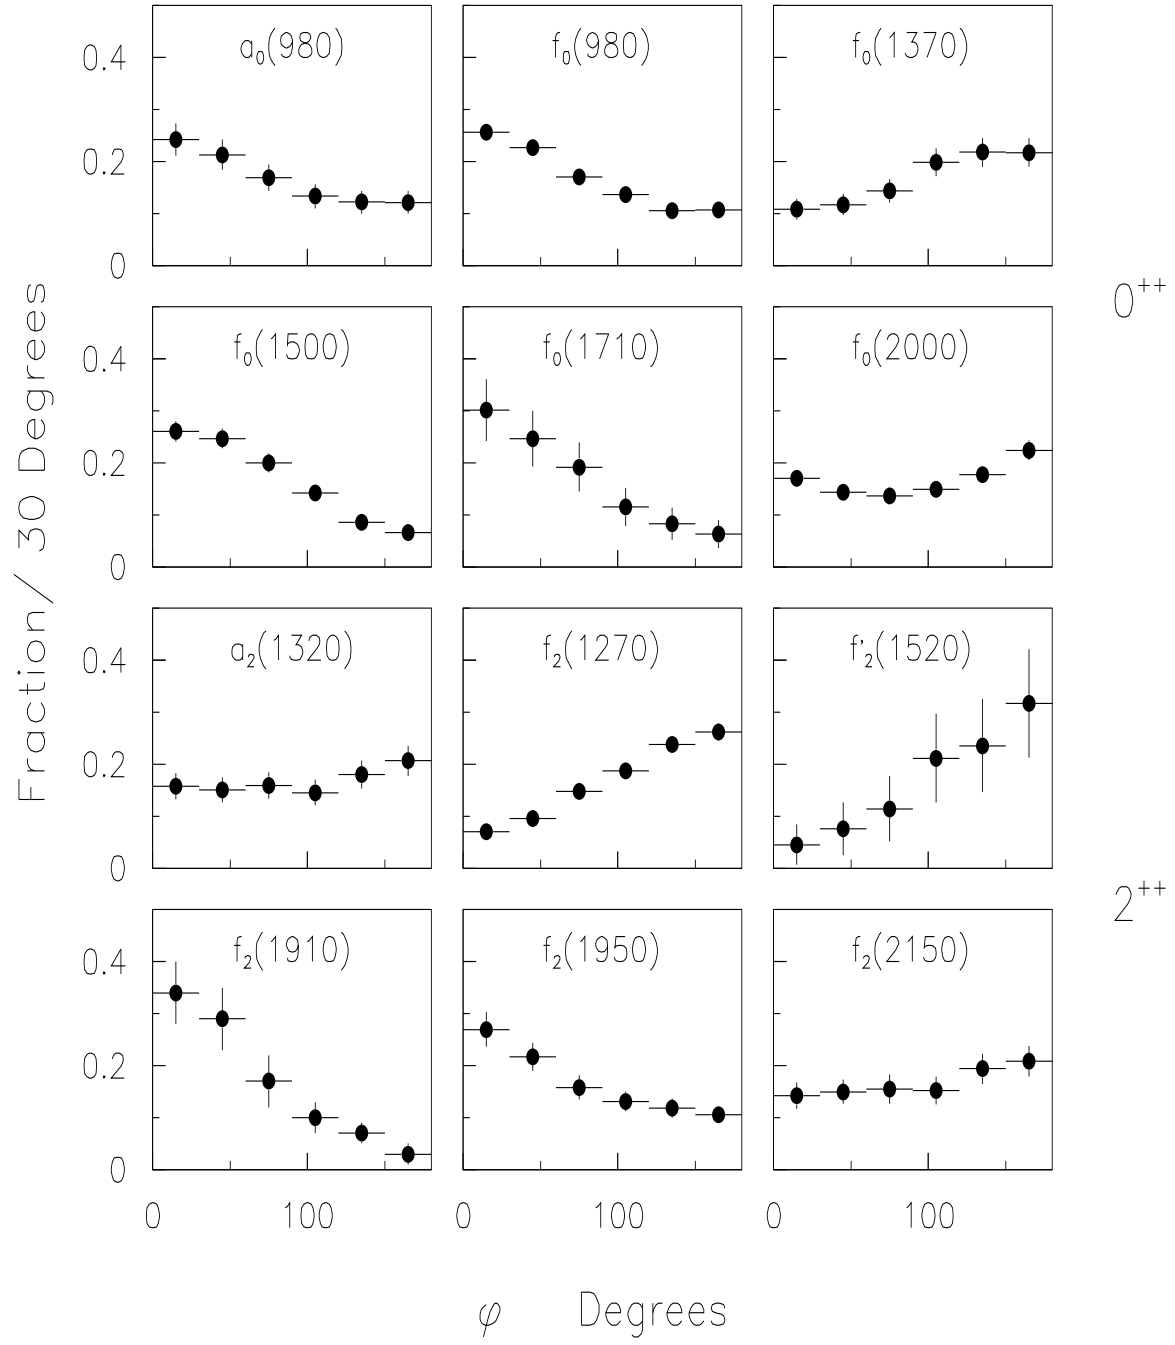 a₀(980) f₀(980) f₀(1370)
0.4
0.2
0
0⁺⁺
f₀(1500) f₀(1710) f₀(2000)
0.4
0.2
0
Fraction/ 30 Degrees
a₂(1320) f₂(1270) f'₂(1520)
0.4
0.2
0
2⁺⁺
f₂(1910) f₂(1950) f₂(2150)
0.4
0.2
0
0 100 0 100 0 100
φ Degrees